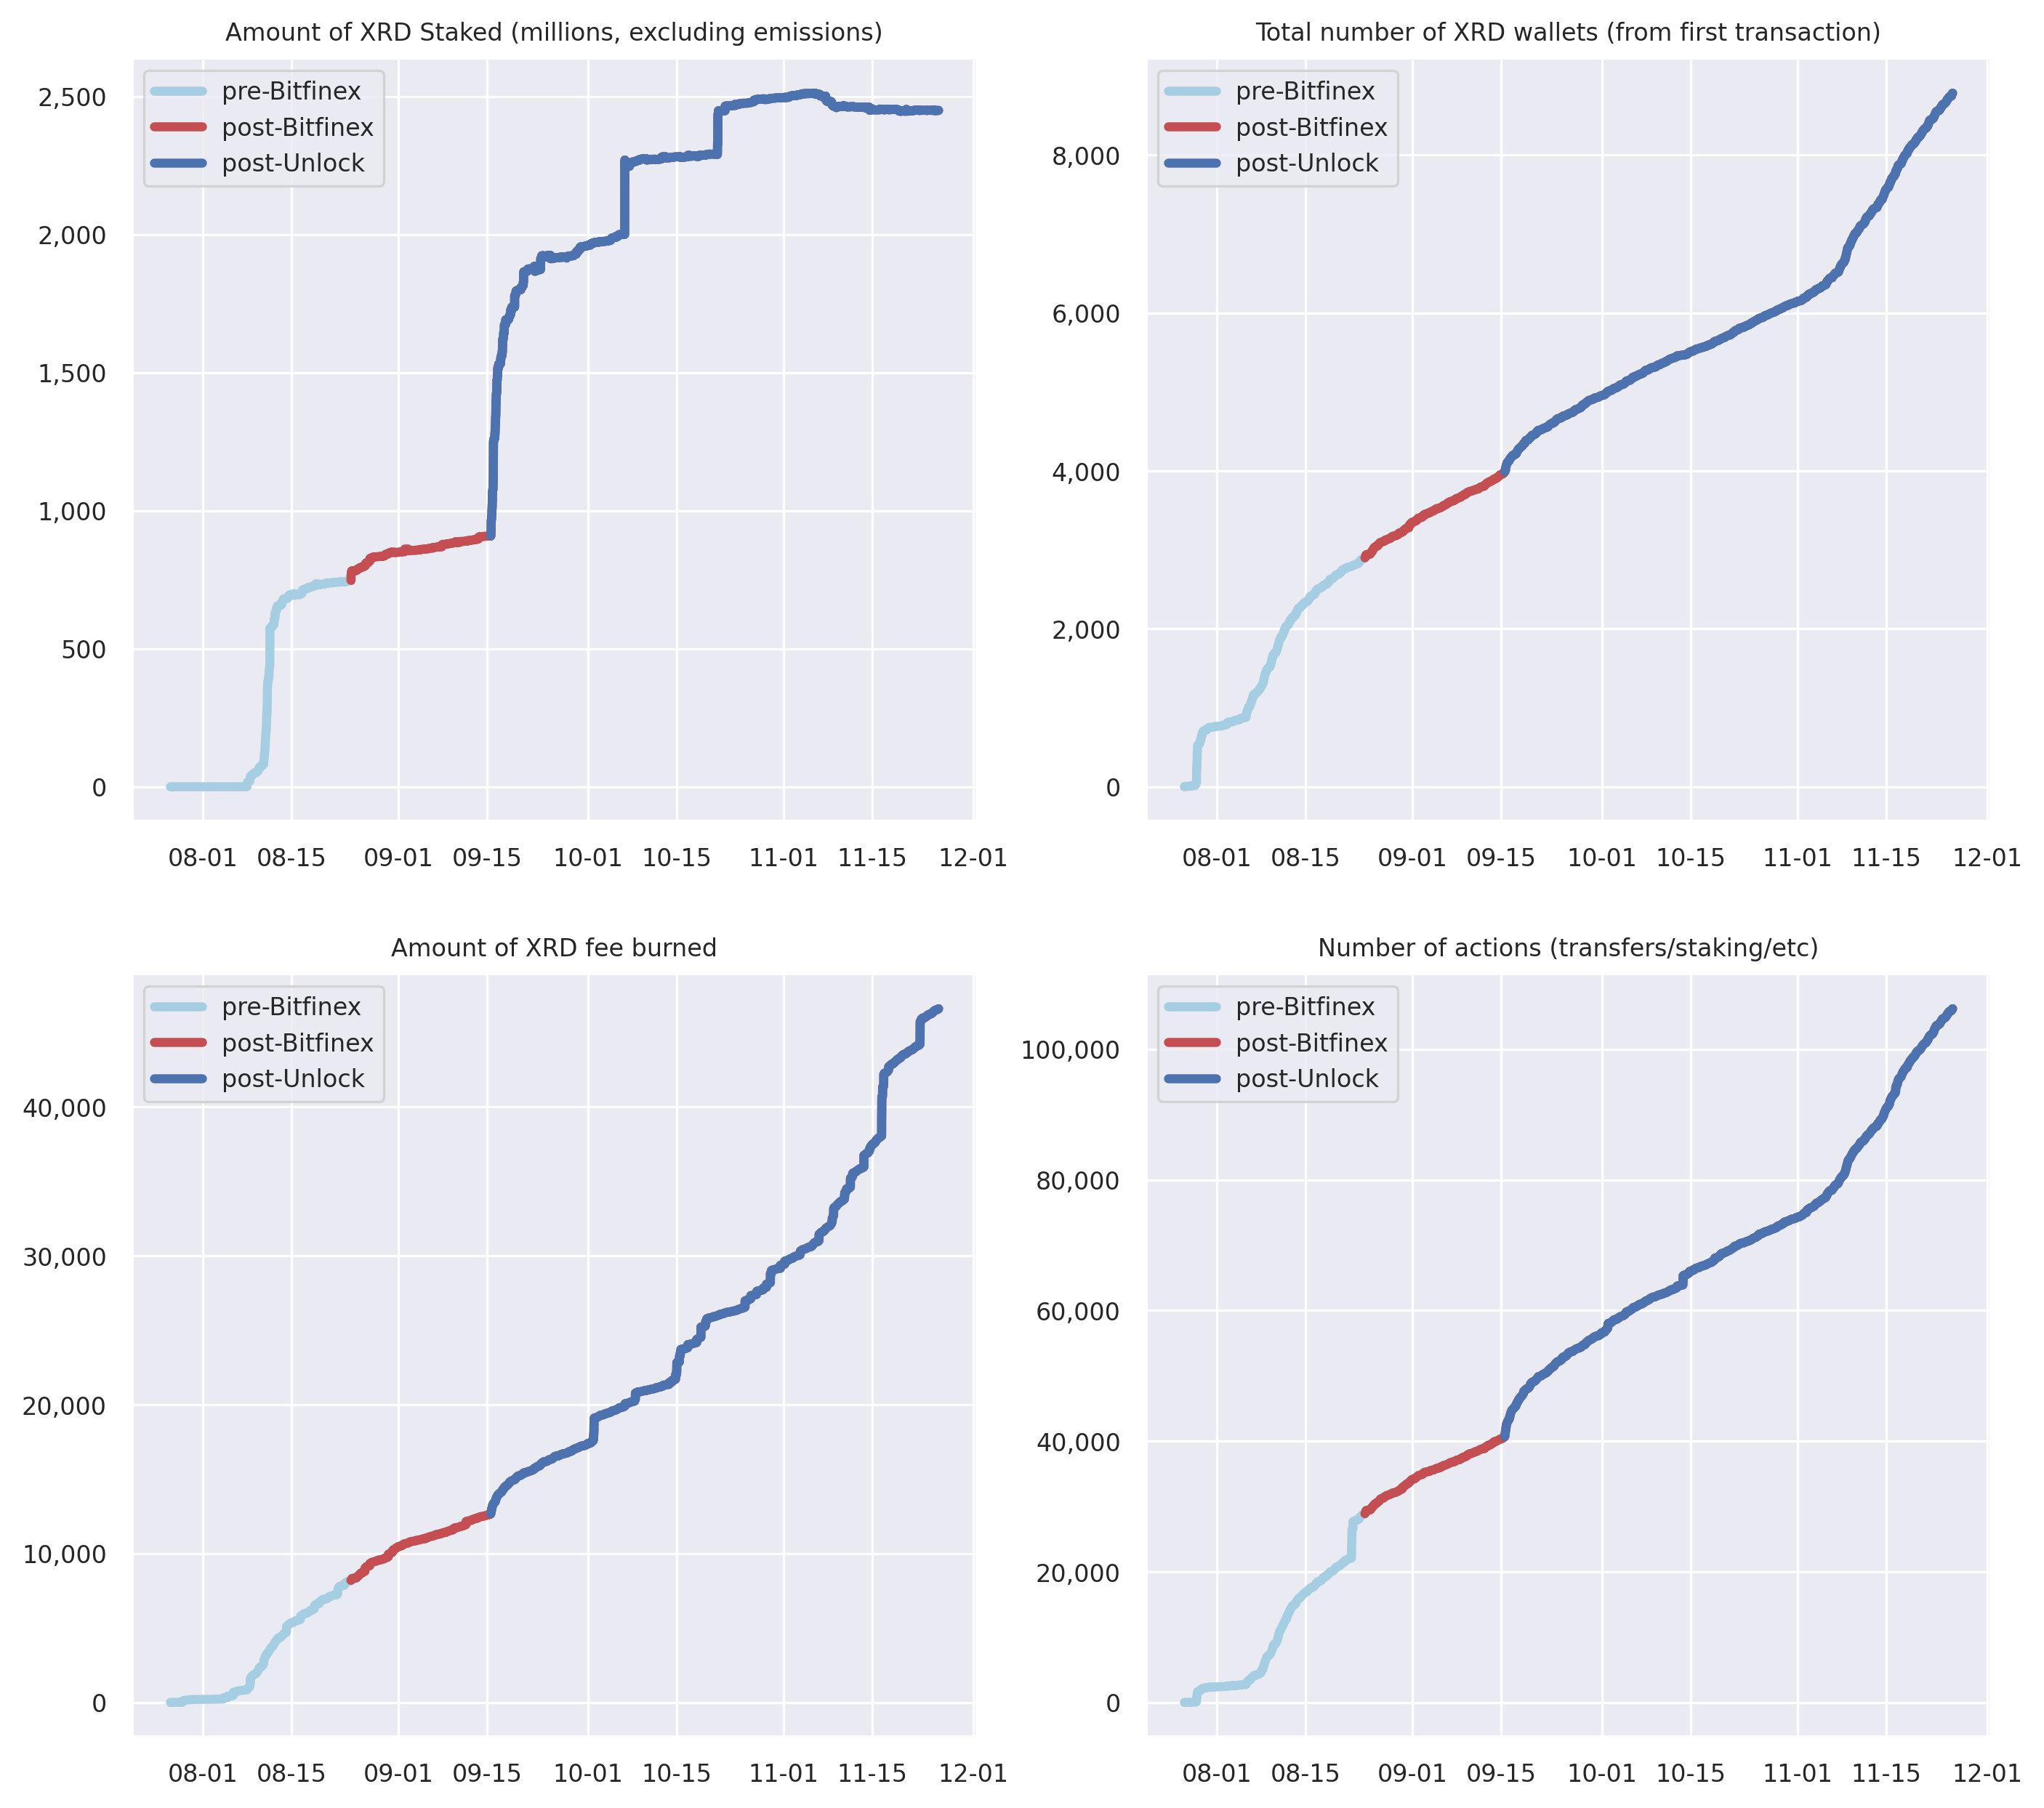 Amount of XRD Staked (millions, excluding emissions)
pre-Bitfinex
post-Bitfinex
post-Unlock
2,500
2,000
1,500
1,000
500
0
08-01 08-15 09-01 09-15 10-01 10-15 11-01 11-15 12-01
Total number of XRD wallets (from first transaction)
pre-Bitfinex
post-Bitfinex
post-Unlock
8,000
6,000
4,000
2,000
0
08-01 08-15 09-01 09-15 10-01 10-15 11-01 11-15 12-01
Amount of XRD fee burned
pre-Bitfinex
post-Bitfinex
post-Unlock
40,000
30,000
20,000
10,000
0
08-01 08-15 09-01 09-15 10-01 10-15 11-01 11-15 12-01
Number of actions (transfers/staking/etc)
pre-Bitfinex
post-Bitfinex
post-Unlock
100,000
80,000
60,000
40,000
20,000
0
08-01 08-15 09-01 09-15 10-01 10-15 11-01 11-15 12-01